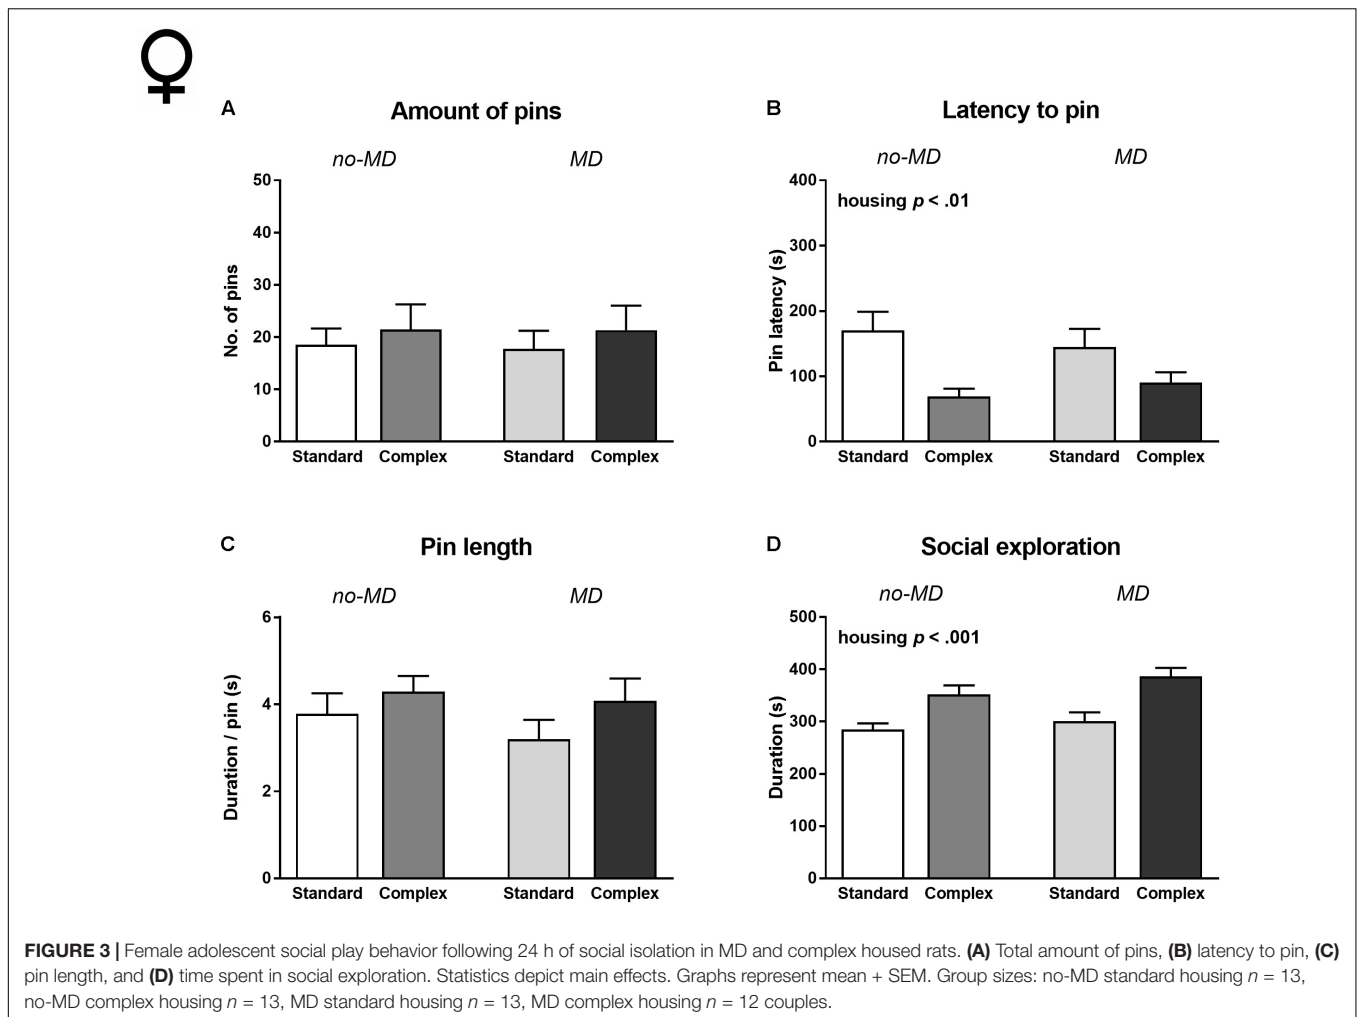 ♀
A Amount of pins
no-MD MD
50
40
30
20
10
0
No. of pins
Standard Complex Standard Complex
B Latency to pin
no-MD MD
housing p < .01
400
300
200
100
0
Pin latency (s)
Standard Complex Standard Complex
C Pin length
no-MD MD
6
4
2
0
Duration / pin (s)
Standard Complex Standard Complex
D Social exploration
no-MD MD
housing p < .001
500
400
300
200
100
0
Duration (s)
Standard Complex Standard Complex
FIGURE 3 | Female adolescent social play behavior following 24 h of social isolation in MD and complex housed rats. (A) Total amount of pins, (B) latency to pin, (C)
pin length, and (D) time spent in social exploration. Statistics depict main effects. Graphs represent mean + SEM. Group sizes: no-MD standard housing n = 13,
no-MD complex housing n = 13, MD standard housing n = 13, MD complex housing n = 12 couples.